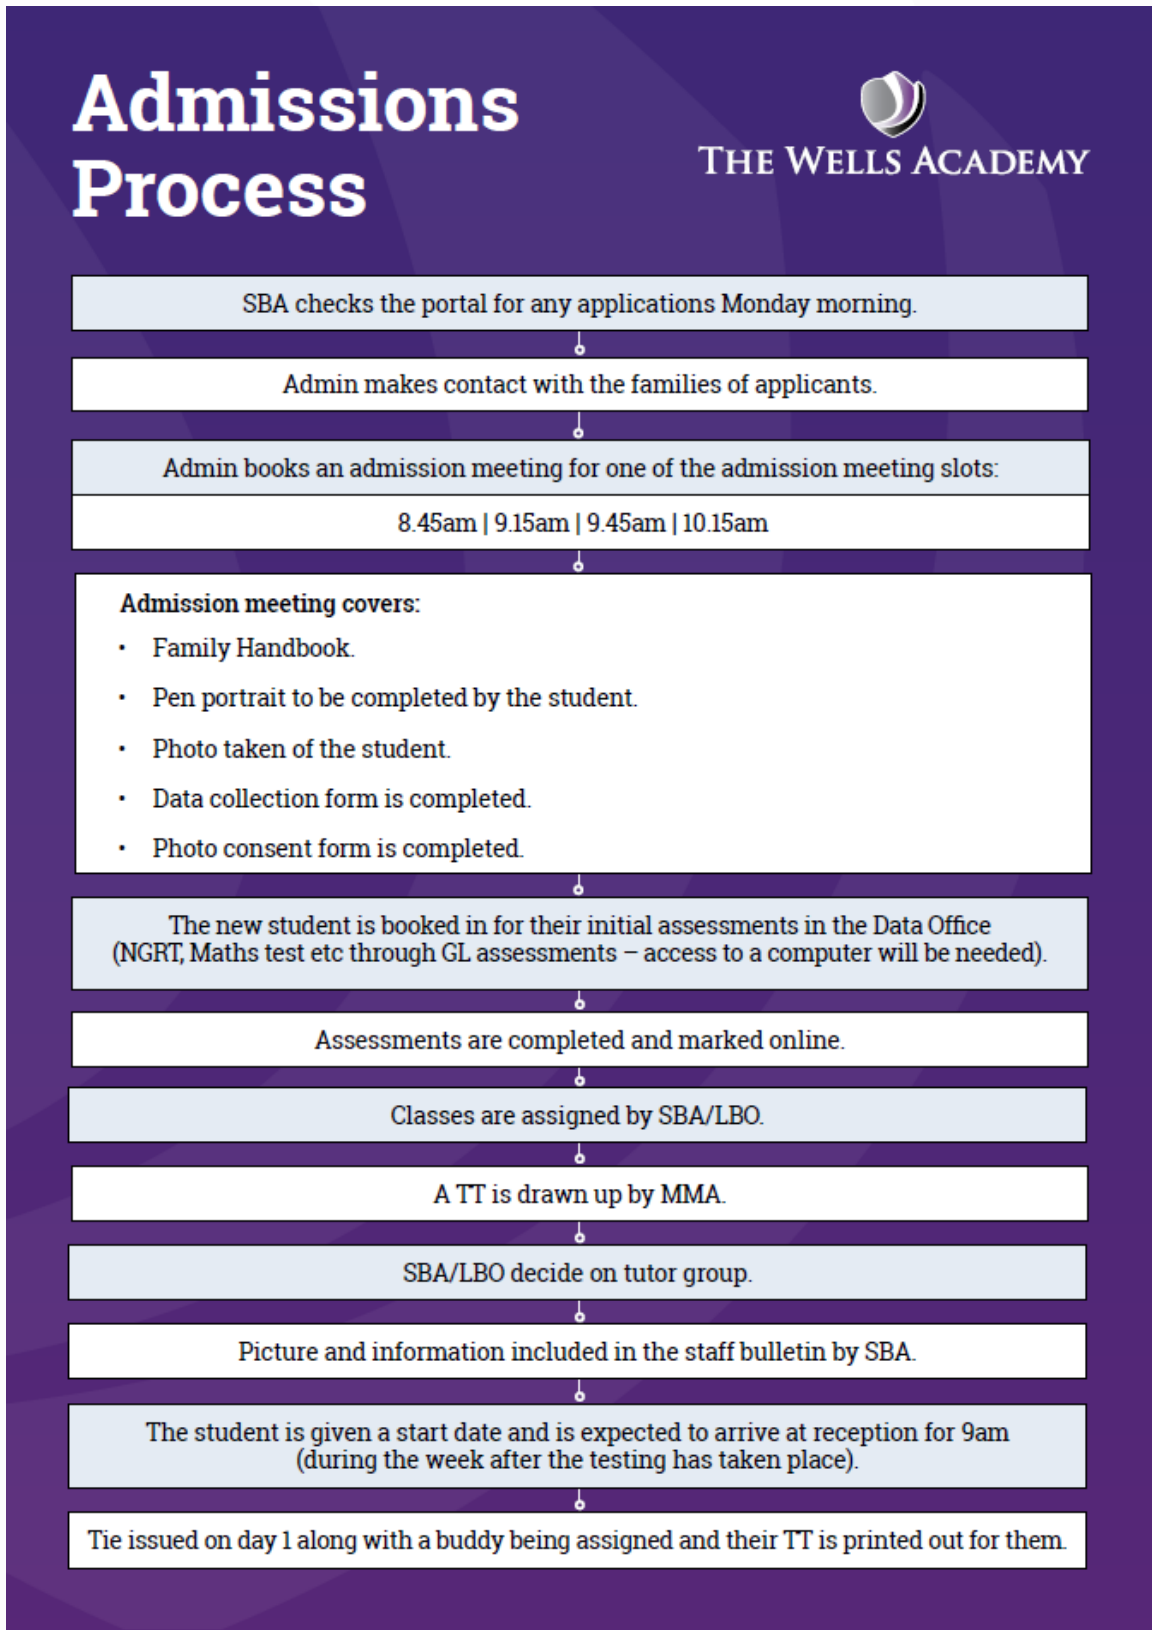 Admissions
Process
THE WELLS ACADEMY
SBA checks the portal for any applications Monday morning.
Admin makes contact with the families of applicants.
Admin books an admission meeting for one of the admission meeting slots:
8.45am | 9.15am | 9.45am | 10.15am
Admission meeting covers:
• Family Handbook.
• Pen portrait to be completed by the student.
• Photo taken of the student.
• Data collection form is completed.
• Photo consent form is completed.
The new student is booked in for their initial assessments in the Data Office
(NGRT, Maths test etc through GL assessments – access to a computer will be needed).
Assessments are completed and marked online.
Classes are assigned by SBA/LBO.
A TT is drawn up by MMA.
SBA/LBO decide on tutor group.
Picture and information included in the staff bulletin by SBA.
The student is given a start date and is expected to arrive at reception for 9am
(during the week after the testing has taken place).
Tie issued on day 1 along with a buddy being assigned and their TT is printed out for them.